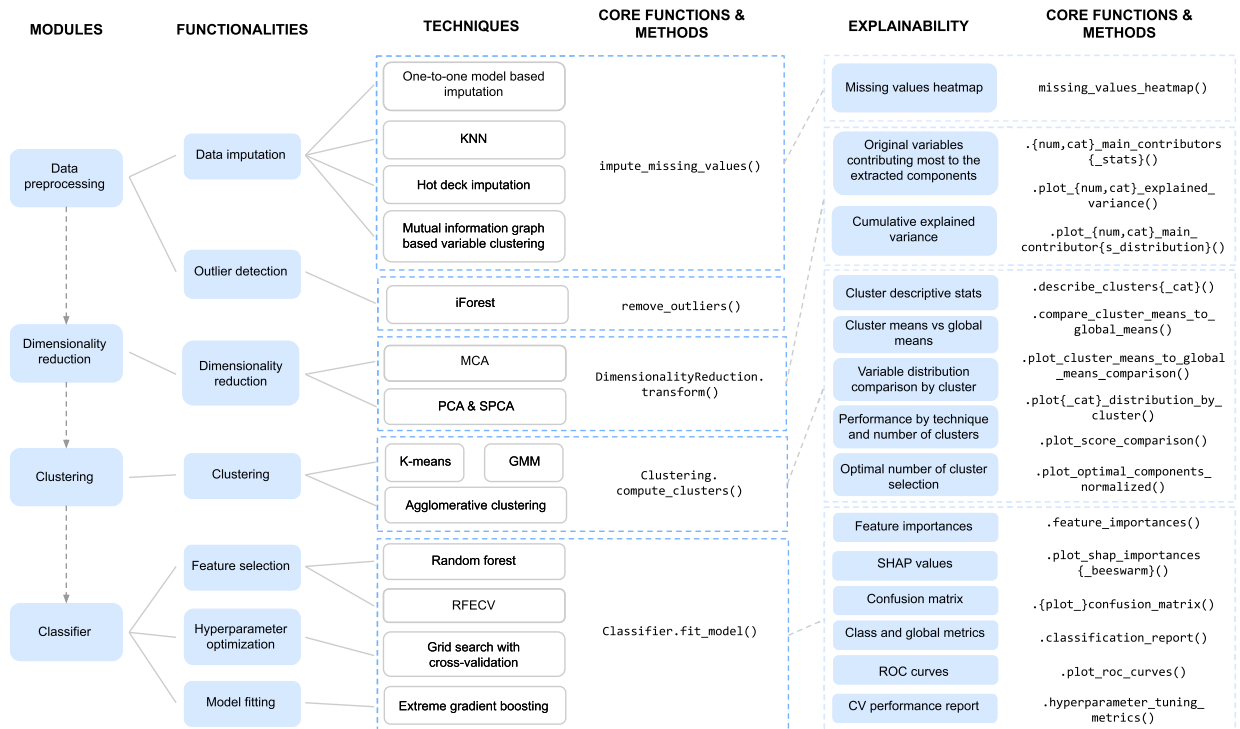 MODULES
FUNCTIONALITIES
TECHNIQUES
CORE FUNCTIONS &
METHODS
EXPLAINABILITY
CORE FUNCTIONS &
METHODS
Data
preprocessing
Dimensionality
reduction
Clustering
Classifier
Data imputation
Outlier detection
Dimensionality
reduction
Clustering
Feature selection
Hyperparameter
optimization
Model fitting
One-to-one model based
imputation
KNN
Hot deck imputation
Mutual information graph
based variable clustering
impute_missing_values()
iForest
remove_outliers()
MCA
PCA & SPCA
DimensionalityReduction.
transform()
K-means
GMM
Agglomerative clustering
Clustering.
compute_clusters()
Random forest
RFECV
Grid search with
cross-validation
Extreme gradient boosting
Classifier.fit_model()
Missing values heatmap
missing_values_heatmap()
Original variables
contributing most to the
extracted components
Cumulative explained
variance
.{num,cat}_main_contributors
{_stats}()
.plot_{num,cat}_explained_
variance()
.plot_{num,cat}_main_
contributor{s_distribution}()
Cluster descriptive stats
Cluster means vs global
means
Variable distribution
comparison by cluster
Performance by technique
and number of clusters
Optimal number of cluster
selection
.describe_clusters{_cat}()
.compare_cluster_means_to_
global_means()
.plot_cluster_means_to_global
_means_comparison()
.plot{_cat}_distribution_by_
cluster()
.plot_score_comparison()
.plot_optimal_components_
normalized()
Feature importances
SHAP values
Confusion matrix
Class and global metrics
ROC curves
CV performance report
.feature_importances()
.plot_shap_importances
{_beeswarm}()
.{plot_}confusion_matrix()
.classification_report()
.plot_roc_curves()
.hyperparameter_tuning_
metrics()